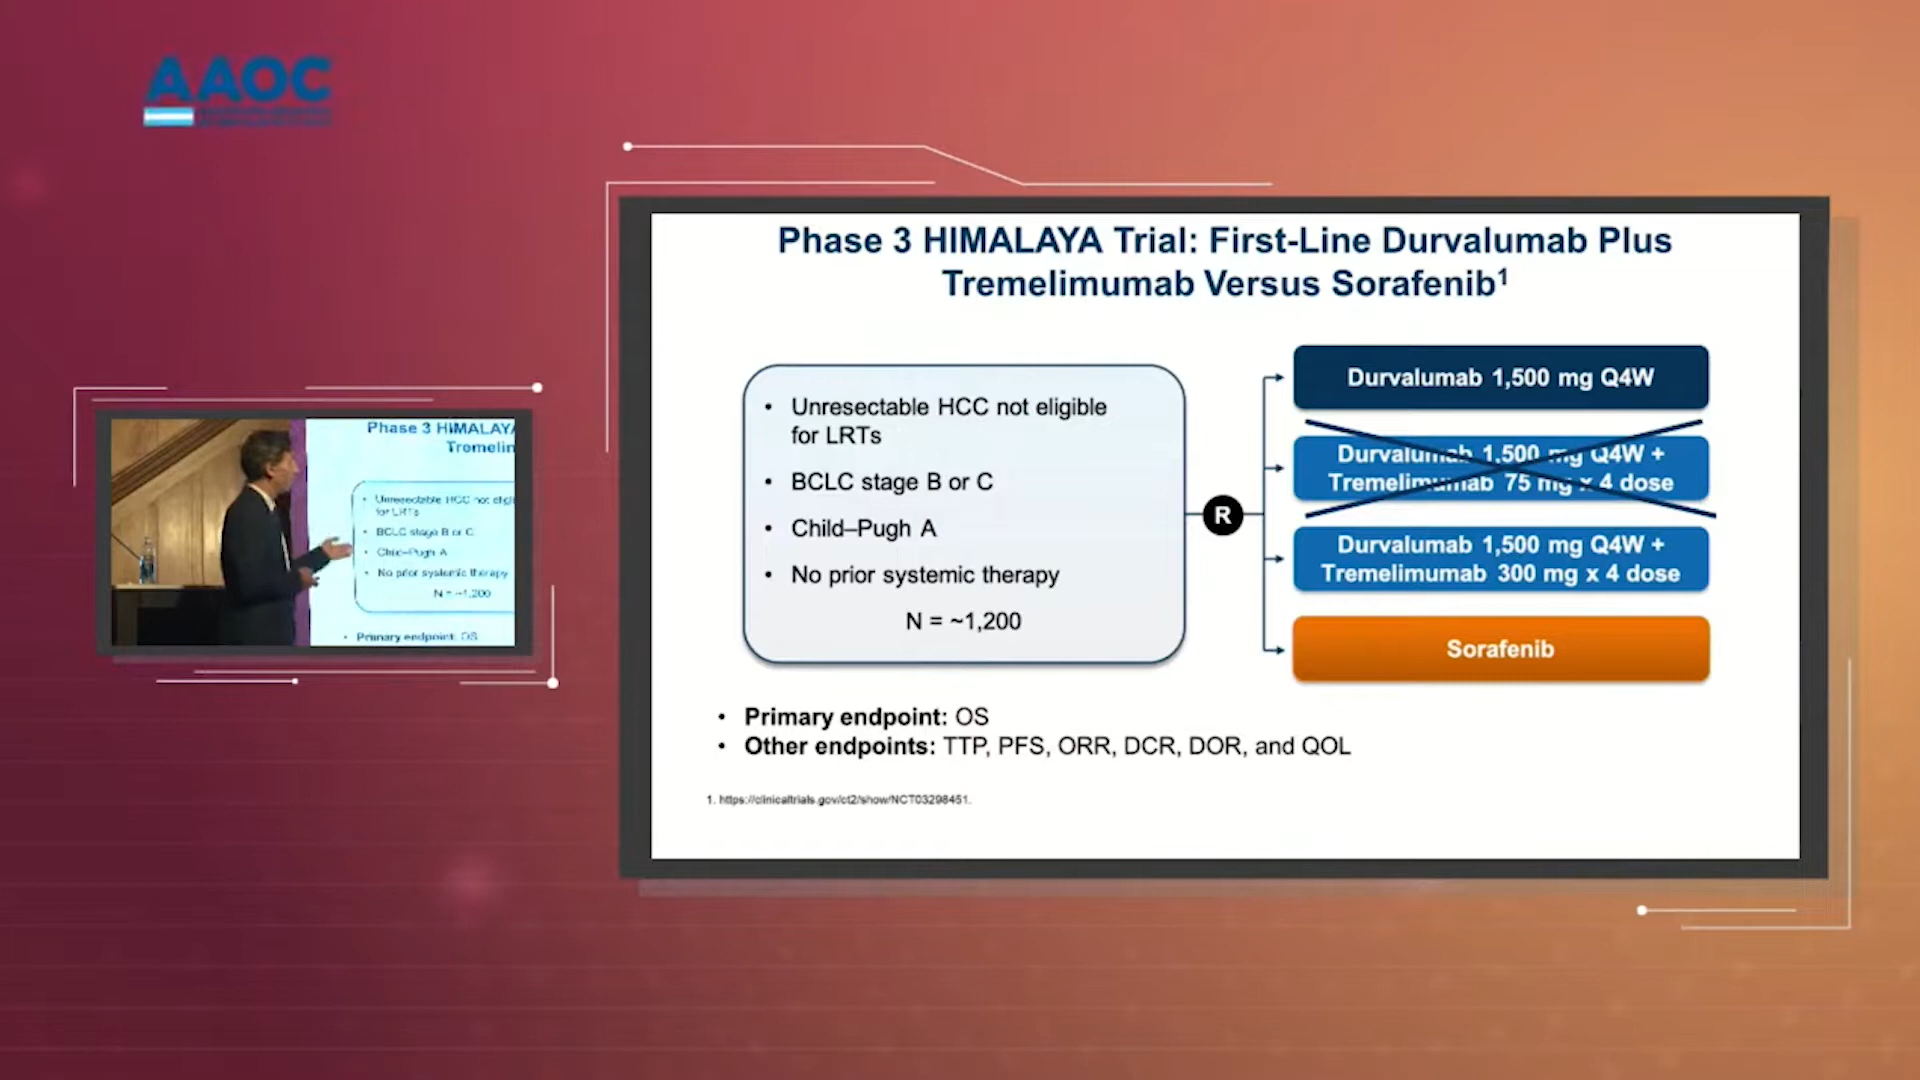 AAOC
Phase 3 HIMALAYA Trial: First-Line Durvalumab Plus
Tremelimumab Versus Sorafenib¹
• Unresectable HCC not eligible
for LRTs
• BCLC stage B or C
• Child–Pugh A
• No prior systemic therapy
N = ~1,200
R
Durvalumab 1,500 mg Q4W
Durvalumab 1,500 mg Q4W +
Tremelimumab 75 mg x 4 dose
Durvalumab 1,500 mg Q4W +
Tremelimumab 300 mg x 4 dose
Sorafenib
• Primary endpoint: OS
• Other endpoints: TTP, PFS, ORR, DCR, DOR, and QOL
1. https://clinicaltrials.gov/ct2/show/NCT03298451.
Phase 3 HIMALAYA
Tremelim
• Unresectable HCC not eligi
for LRTs
• BCLC stage B or C
• Child–Pugh A
• No prior systemic therapy
N = ~1,200
• Primary endpoint: OS